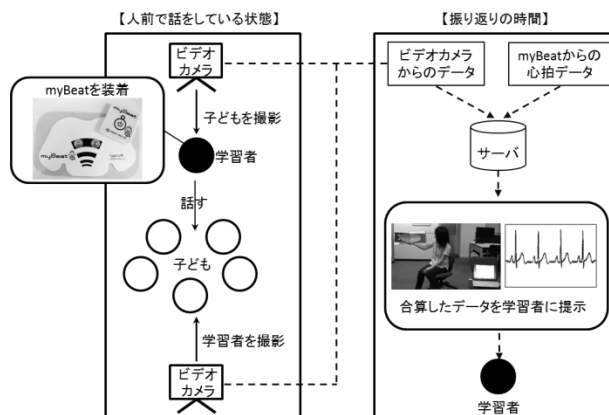 【人前で話をしている状態】
ビデオ
カメラ
myBeatを装着
myBeat
myBeat
子どもを撮影
学習者
話す
子ども
学習者を撮影
ビデオ
カメラ
【振り返りの時間】
ビデオカメラ
からのデータ
myBeatからの
心拍データ
サーバ
合算したデータを学習者に提示
学習者